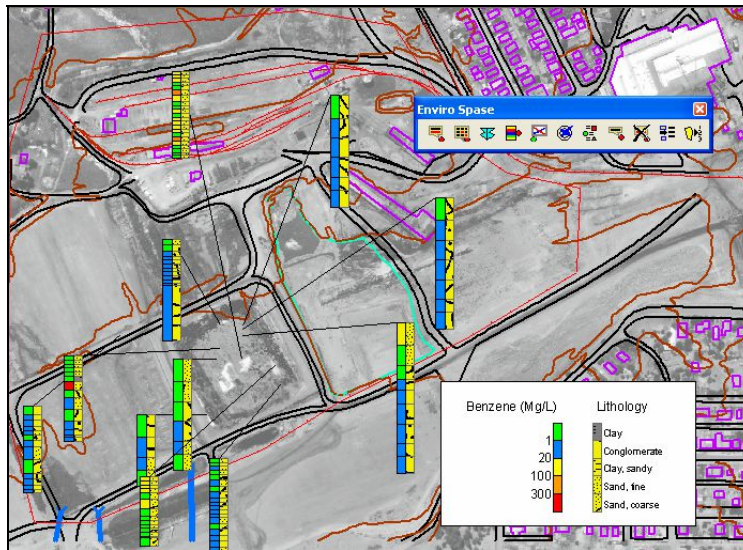 Enviro Spase
Benzene (Mg/L)
Lithology
1
20
100
300
Clay
Conglomerate
Clay, sandy
Sand, fine
Sand, coarse